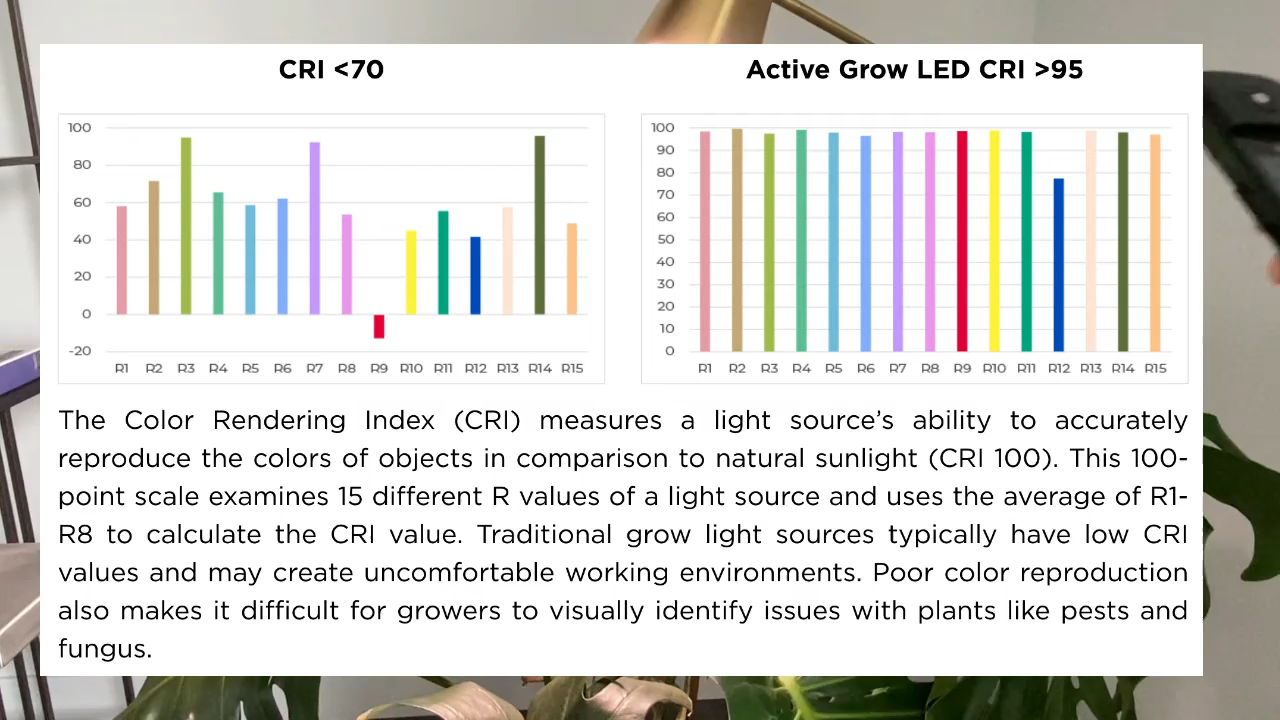 CRI <70
Active Grow LED CRI >95
100
80
60
40
20
0
-20
R1 R2 R3 R4 R5 R6 R7 R8 R9 R10 R11 R12 R13 R14 R15
100
90
80
70
60
50
40
30
20
10
0
R1 R2 R3 R4 R5 R6 R7 R8 R9 R10 R11 R12 R13 R14 R15
The Color Rendering Index (CRI) measures a light source’s ability to accurately
reproduce the colors of objects in comparison to natural sunlight (CRI 100). This 100-
point scale examines 15 different R values of a light source and uses the average of R1-
R8 to calculate the CRI value. Traditional grow light sources typically have low CRI
values and may create uncomfortable working environments. Poor color reproduction
also makes it difficult for growers to visually identify issues with plants like pests and
fungus.